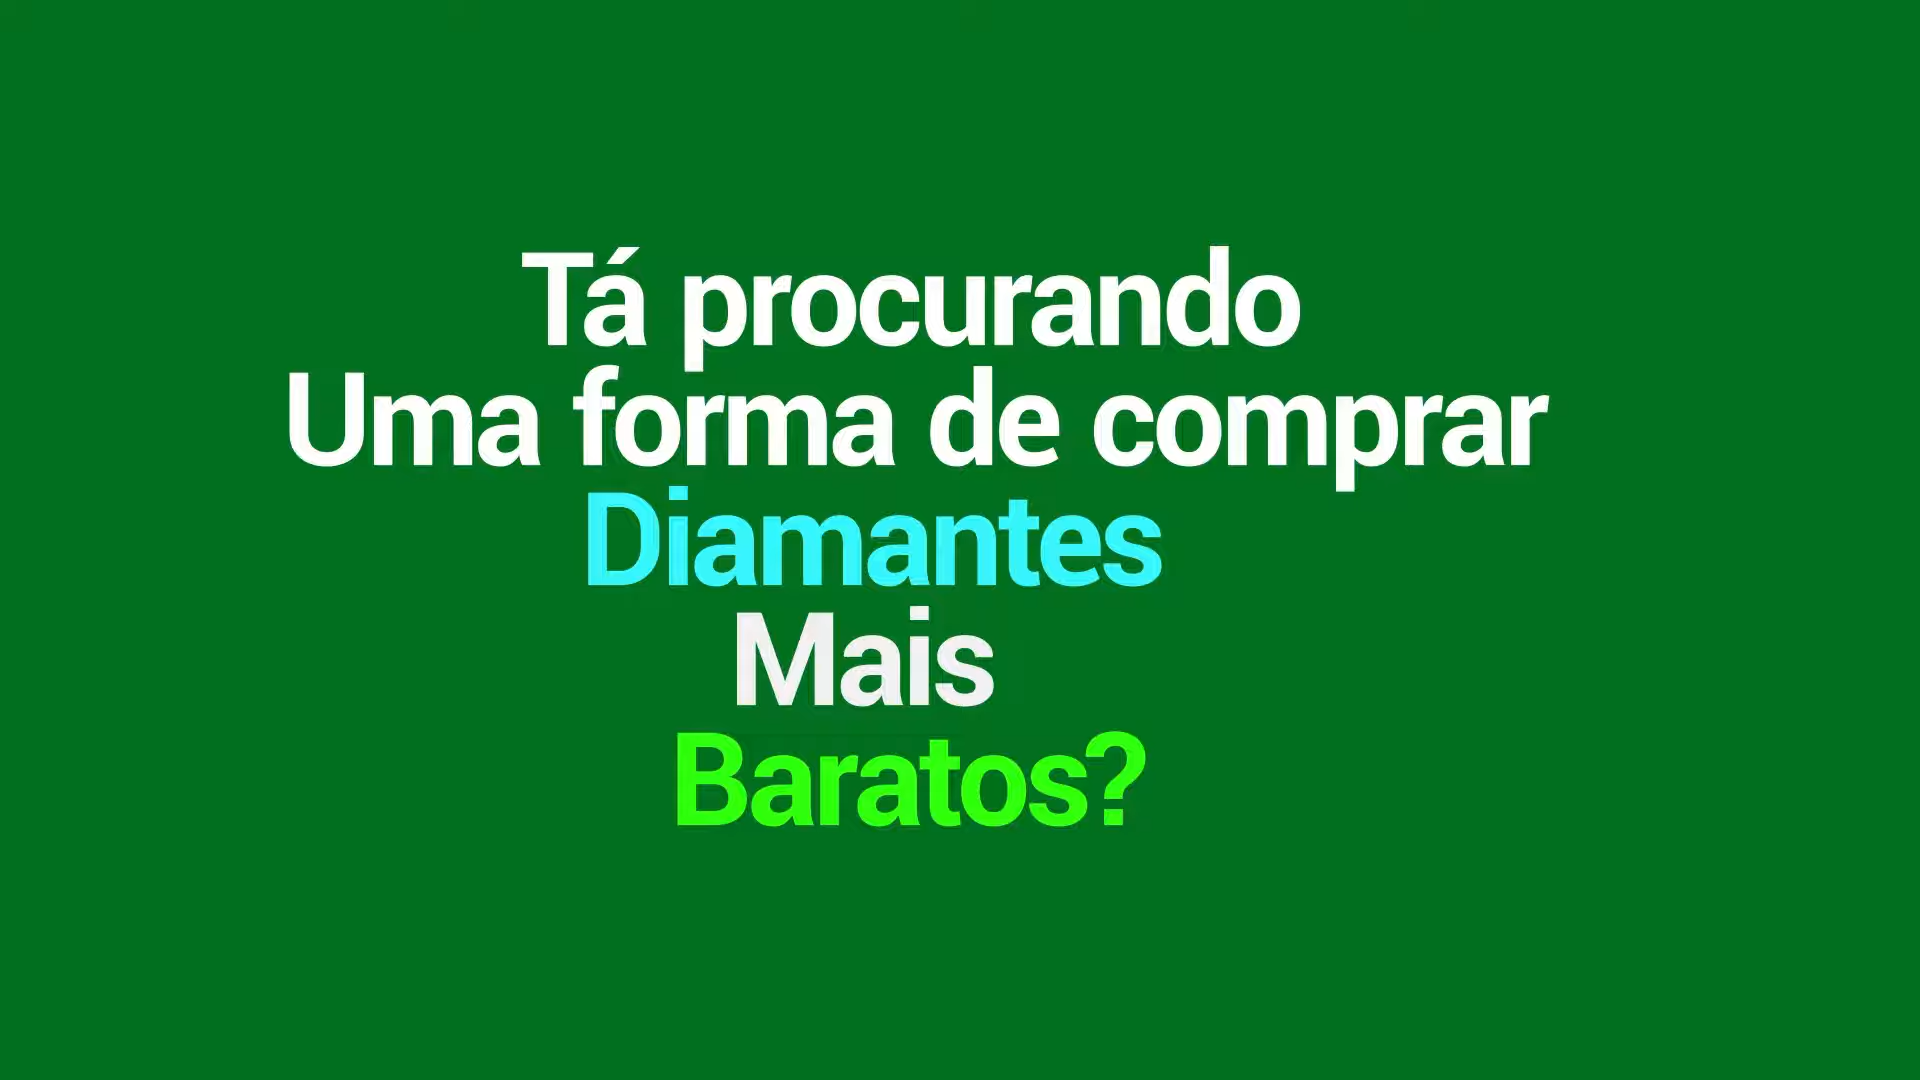 Tá procurando
Uma forma de comprar
Diamantes
Mais
Baratos?